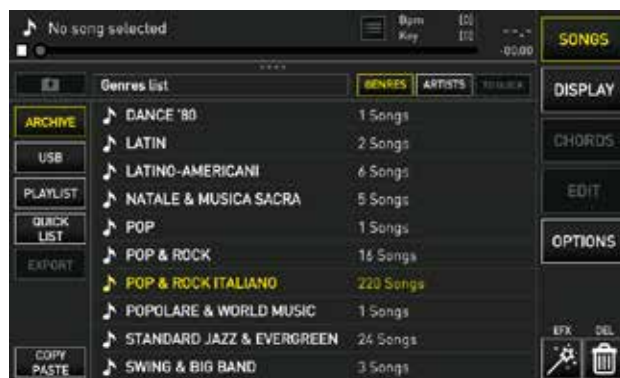 No song selected
Bpm [0]
Key [0]
--.-
-00:00
SONGS
Genres list
GENRES
ARTISTS
DISPLAY
ARCHIVE
DANCE '80 1 Songs
USB
LATIN 2 Songs
CHORDS
LATINO-AMERICANI 6 Songs
PLAYLIST
NATALE & MUSICA SACRA 5 Songs
EDIT
QUICK
LIST
POP 1 Songs
OPTIONS
EXPORT
POP & ROCK 16 Songs
POP & ROCK ITALIANO 220 Songs
POPOLARE & WORLD MUSIC 1 Songs
STANDARD JAZZ & EVERGREEN 24 Songs
EFX DEL
COPY
PASTE
SWING & BIG BAND 3 Songs